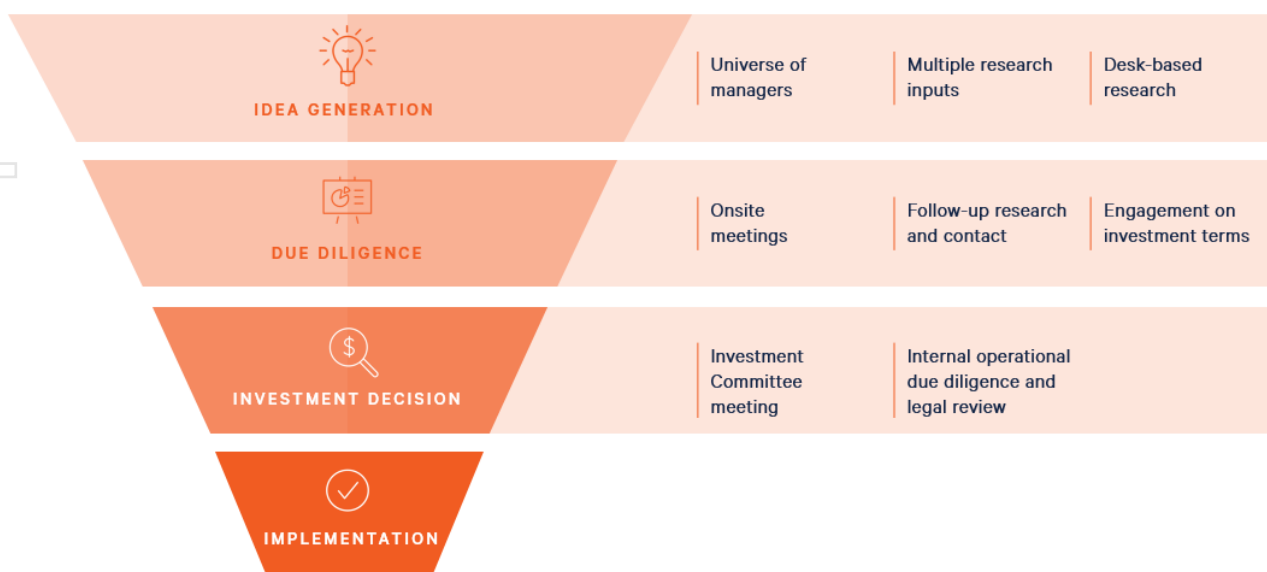 IDEA GENERATION
Universe of
managers
Multiple research
inputs
Desk-based
research
DUE DILIGENCE
Onsite
meetings
Follow-up research
and contact
Engagement on
investment terms
$
INVESTMENT DECISION
Investment
Committee
meeting
Internal operational
due diligence and
legal review
IMPLEMENTATION